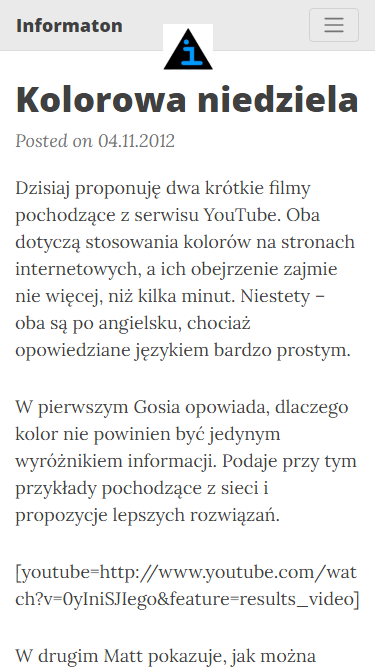 Informaton
i
Kolorowa niedziela
Posted on 04.11.2012
Dzisiaj proponuję dwa krótkie filmy
pochodzące z serwisu YouTube. Oba
dotyczą stosowania kolorów na stronach
internetowych, a ich obejrzenie zajmie
nie więcej, niż kilka minut. Niestety –
oba są po angielsku, chociaż
opowiedziane językiem bardzo prostym.
W pierwszym Gosia opowiada, dlaczego
kolor nie powinien być jedynym
wyróżnikiem informacji. Podaje przy tym
przykłady pochodzące z sieci i
propozycje lepszych rozwiązań.
[youtube=http://www.youtube.com/wat
ch?v=0yIniSJIego&feature=results_video]
W drugim Matt pokazuje, jak można